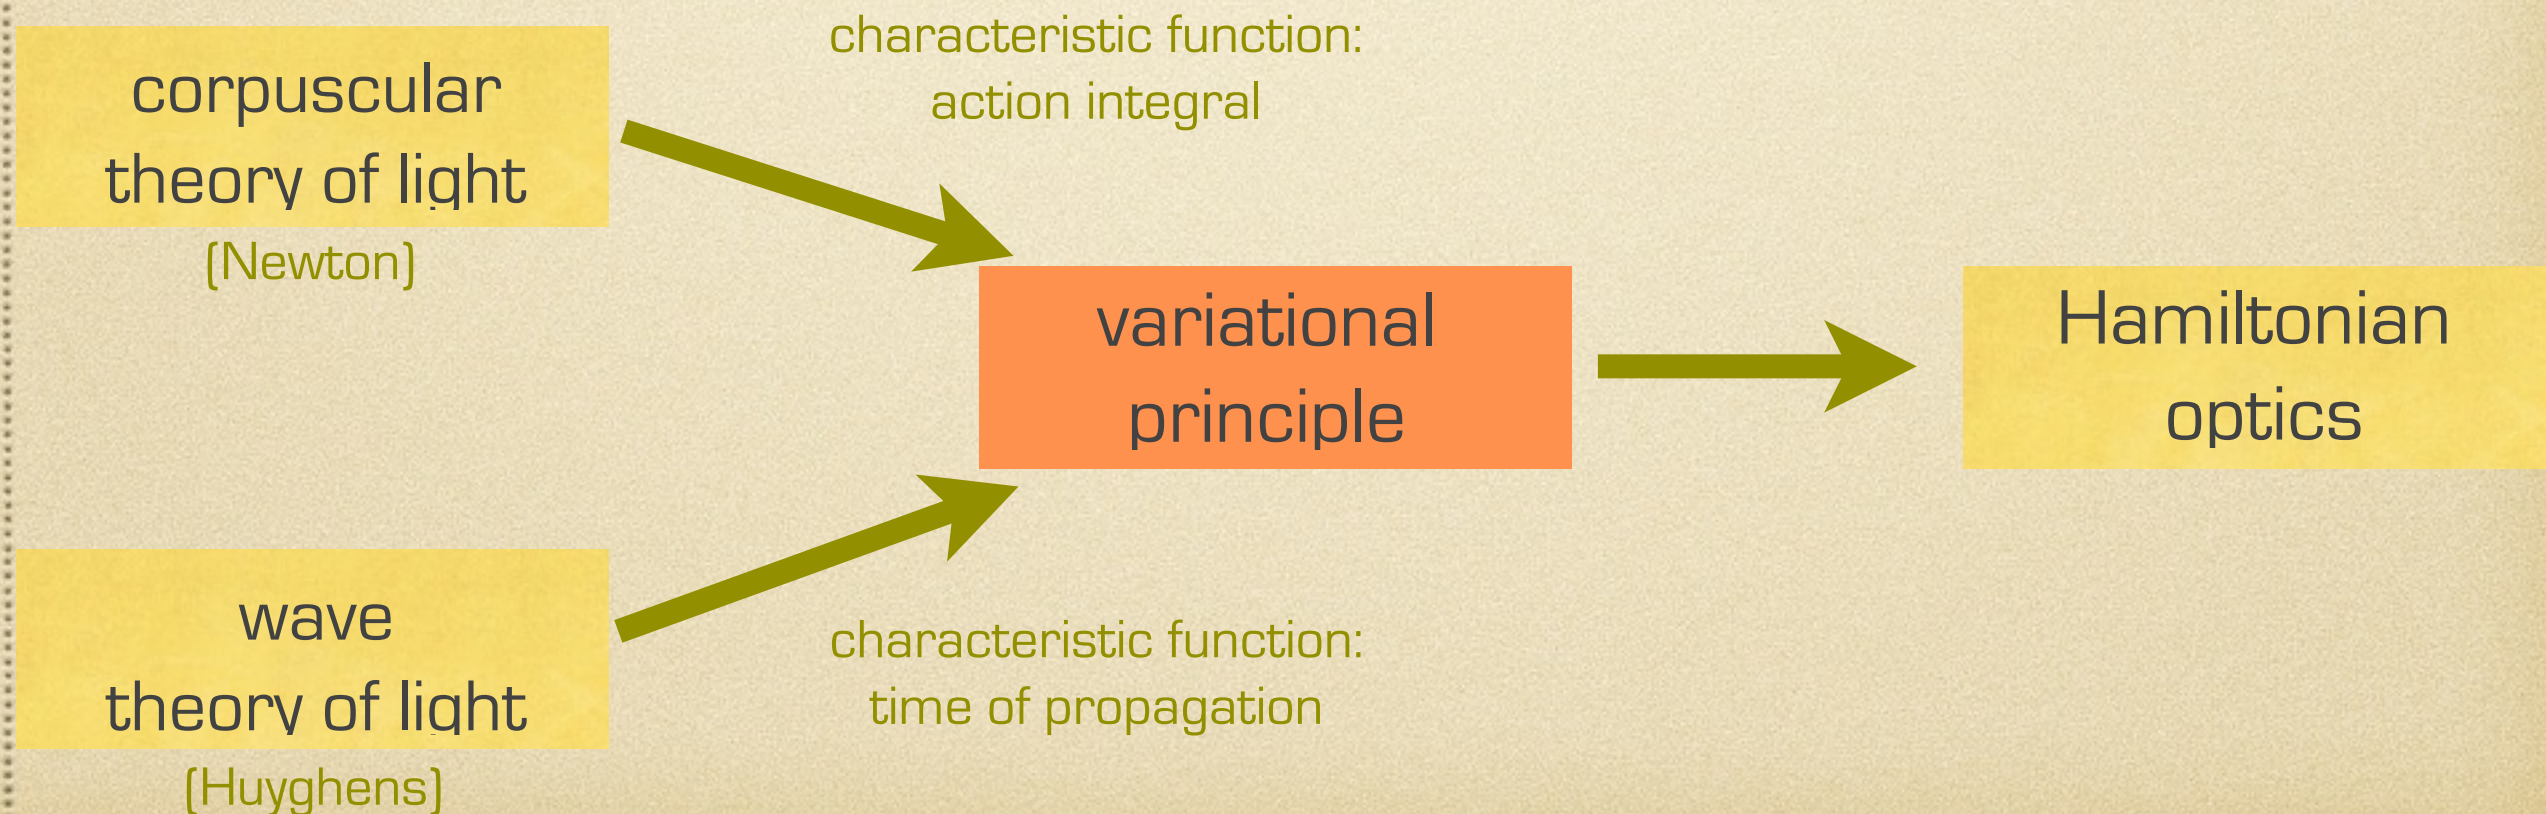 corpuscular
theory of light
(Newton)
characteristic function:
action integral
variational
principle
Hamiltonian
optics
wave
theory of light
(Huyghens)
characteristic function:
time of propagation